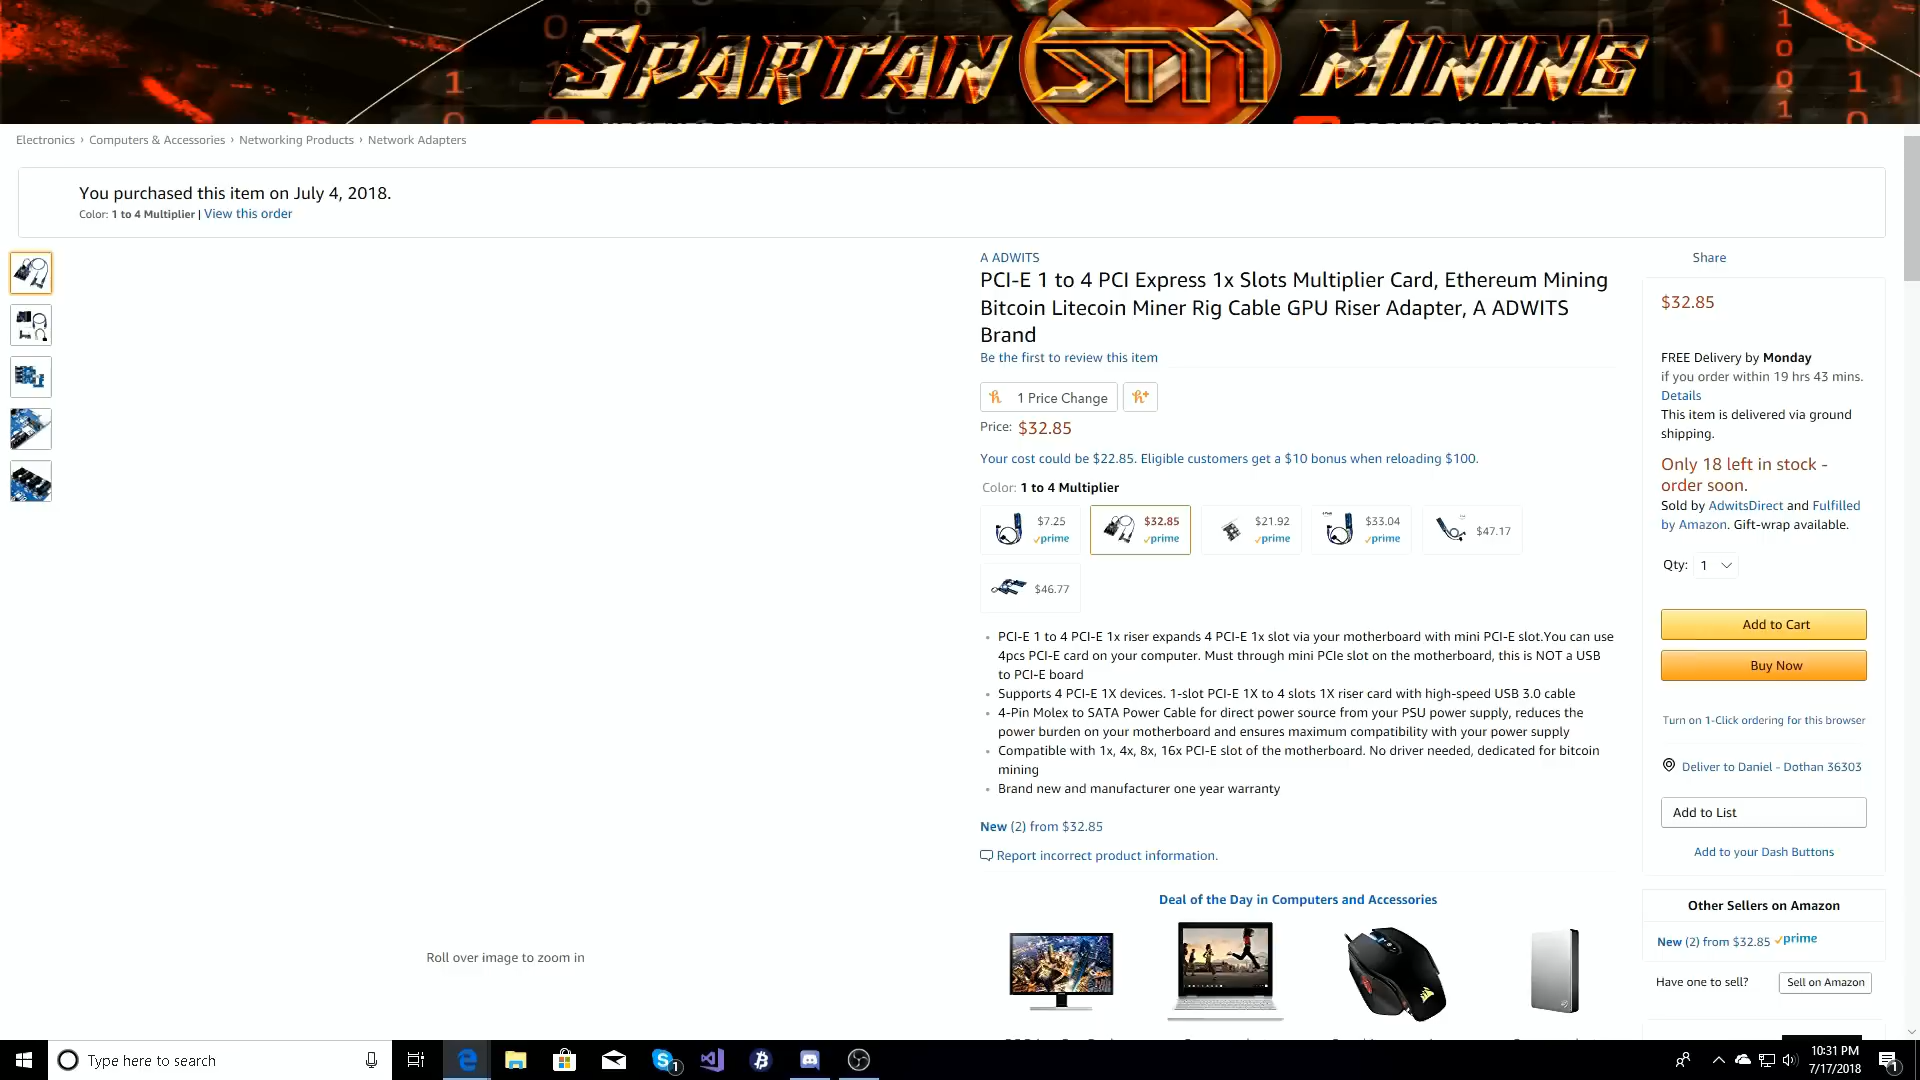 SPARTAN SM MINING
Electronics › Computers & Accessories › Networking Products › Network Adapters
You purchased this item on July 4, 2018.
Color: 1 to 4 Multiplier | View this order
A ADWITS
PCI-E 1 to 4 PCI Express 1x Slots Multiplier Card, Ethereum Mining
Bitcoin Litecoin Miner Rig Cable GPU Riser Adapter, A ADWITS
Brand
Be the first to review this item
1 Price Change
Price: $32.85
Your cost could be $22.85. Eligible customers get a $10 bonus when reloading $100.
Color: 1 to 4 Multiplier
$7.25 prime
$32.85 prime
$21.92 prime
$33.04 prime
$47.17
$46.77
• PCI-E 1 to 4 PCI-E 1x riser expands 4 PCI-E 1x slot via your motherboard with mini PCI-E slot.You can use
4pcs PCI-E card on your computer. Must through mini PCIe slot on the motherboard, this is NOT a USB
to PCI-E board
• Supports 4 PCI-E 1X devices. 1-slot PCI-E 1X to 4 slots 1X riser card with high-speed USB 3.0 cable
• 4-Pin Molex to SATA Power Cable for direct power source from your PSU power supply, reduces the
power burden on your motherboard and ensures maximum compatibility with your power supply
• Compatible with 1x, 4x, 8x, 16x PCI-E slot of the motherboard. No driver needed, dedicated for bitcoin
mining
• Brand new and manufacturer one year warranty
New (2) from $32.85
Report incorrect product information.
Deal of the Day in Computers and Accessories
Roll over image to zoom in
Share
$32.85
FREE Delivery by Monday
if you order within 19 hrs 43 mins.
Details
This item is delivered via ground
shipping.
Only 18 left in stock -
order soon.
Sold by AdwitsDirect and Fulfilled
by Amazon. Gift-wrap available.
Qty: 1
Add to Cart
Buy Now
Turn on 1-Click ordering for this browser
Deliver to Daniel - Dothan 36303
Add to List
Add to your Dash Buttons
Other Sellers on Amazon
New (2) from $32.85 prime
Have one to sell? Sell on Amazon
Type here to search
10:31 PM
7/17/2018